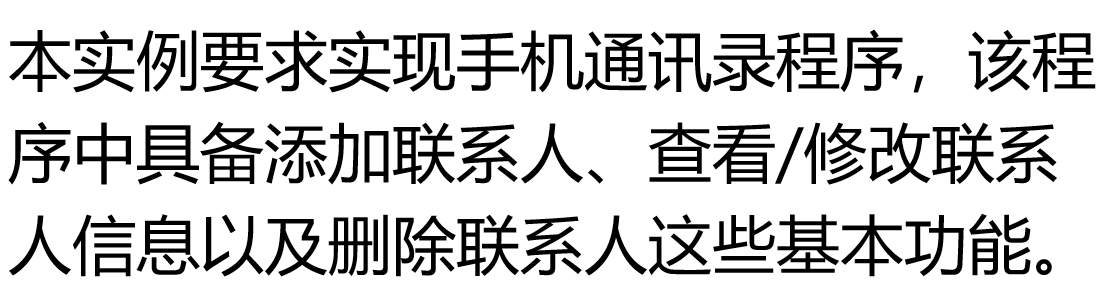 本实例要求实现手机通讯录程序，该程
序中具备添加联系人、查看/修改联系
人信息以及删除联系人这些基本功能。